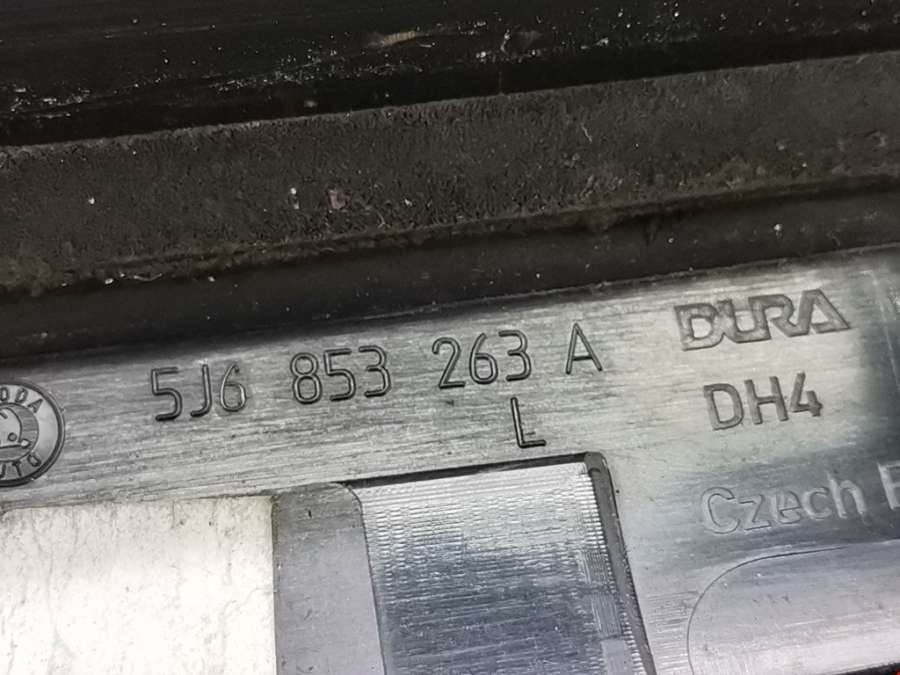 DURA
5J6 853 263 A
L
DH4
Czech